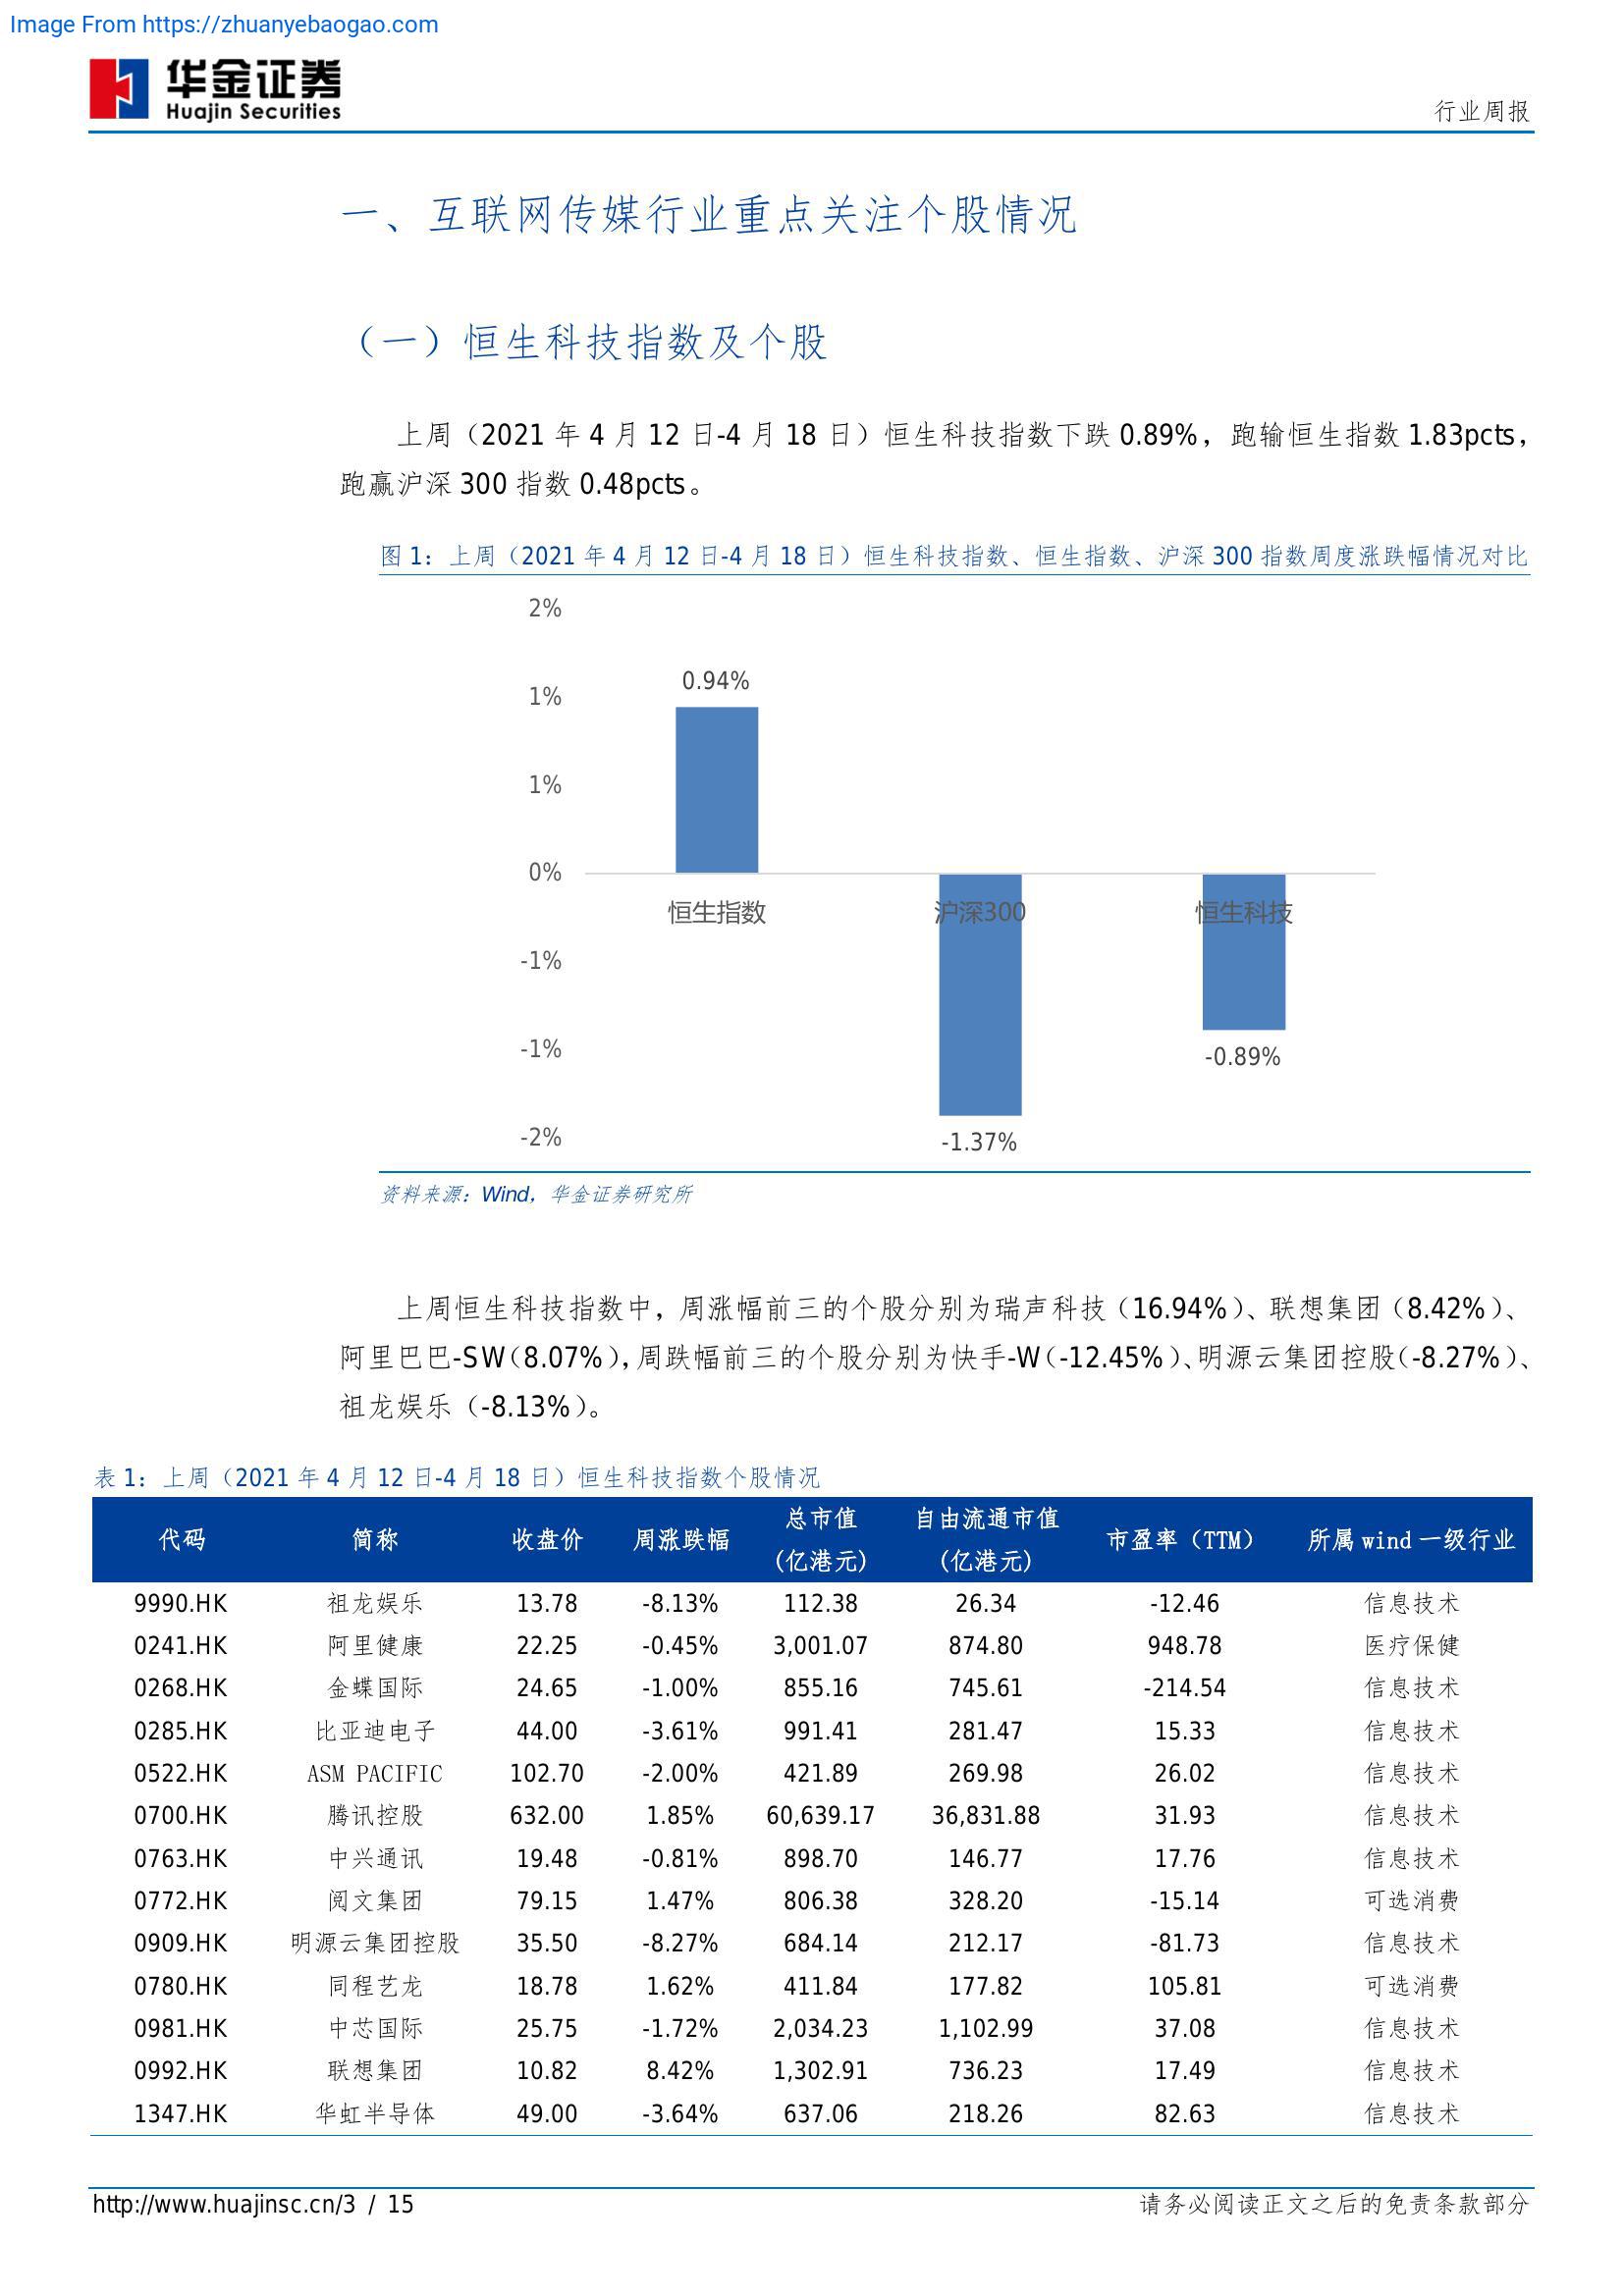 Image From https://zhuanyebaogao.com
华金证券
Huajin Securities
行业周报
一、互联网传媒行业重点关注个股情况
（一）恒生科技指数及个股
上周（2021 年 4 月 12 日-4 月 18 日）恒生科技指数下跌 0.89%，跑输恒生指数 1.83pcts，
跑赢沪深 300 指数 0.48pcts。
图 1：上周（2021 年 4 月 12 日-4 月 18 日）恒生科技指数、恒生指数、沪深 300 指数周度涨跌幅情况对比
2%
0.94%
1%
1%
0%
恒生指数 沪深300 恒生科技
-1%
-1%
-0.89%
-2%
-1.37%
资料来源：Wind，华金证券研究所
上周恒生科技指数中，周涨幅前三的个股分别为瑞声科技（16.94%）、联想集团（8.42%）、
阿里巴巴-SW（8.07%），周跌幅前三的个股分别为快手-W（-12.45%）、明源云集团控股（-8.27%）、
祖龙娱乐（-8.13%）。
表 1：上周（2021 年 4 月 12 日-4 月 18 日）恒生科技指数个股情况
代码 简称 收盘价 周涨跌幅 总市值(亿港元) 自由流通市值(亿港元) 市盈率（TTM） 所属 wind 一级行业
9990.HK 祖龙娱乐 13.78 -8.13% 112.38 26.34 -12.46 信息技术
0241.HK 阿里健康 22.25 -0.45% 3,001.07 874.80 948.78 医疗保健
0268.HK 金蝶国际 24.65 -1.00% 855.16 745.61 -214.54 信息技术
0285.HK 比亚迪电子 44.00 -3.61% 991.41 281.47 15.33 信息技术
0522.HK ASM PACIFIC 102.70 -2.00% 421.89 269.98 26.02 信息技术
0700.HK 腾讯控股 632.00 1.85% 60,639.17 36,831.88 31.93 信息技术
0763.HK 中兴通讯 19.48 -0.81% 898.70 146.77 17.76 信息技术
0772.HK 阅文集团 79.15 1.47% 806.38 328.20 -15.14 可选消费
0909.HK 明源云集团控股 35.50 -8.27% 684.14 212.17 -81.73 信息技术
0780.HK 同程艺龙 18.78 1.62% 411.84 177.82 105.81 可选消费
0981.HK 中芯国际 25.75 -1.72% 2,034.23 1,102.99 37.08 信息技术
0992.HK 联想集团 10.82 8.42% 1,302.91 736.23 17.49 信息技术
1347.HK 华虹半导体 49.00 -3.64% 637.06 218.26 82.63 信息技术
http://www.huajinsc.cn/3 / 15
请务必阅读正文之后的免责条款部分